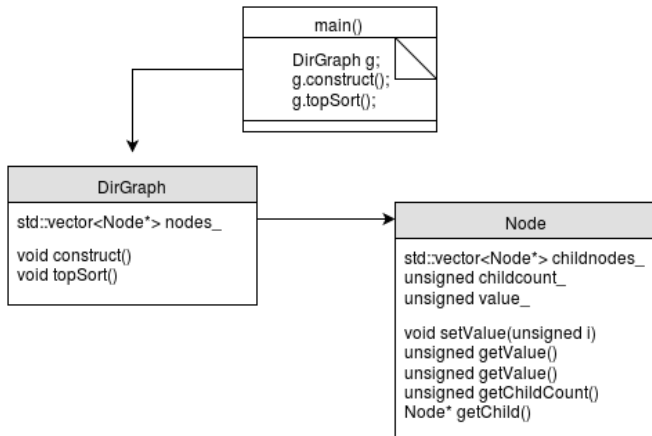 main()
DirGraph g;
g.construct();
g.topSort();
DirGraph
std::vector<Node*> nodes_
void construct()
void topSort()
Node
std::vector<Node*> childnodes_
unsigned childcount_
unsigned value_
void setValue(unsigned i)
unsigned getValue()
unsigned getValue()
unsigned getChildCount()
Node* getChild()